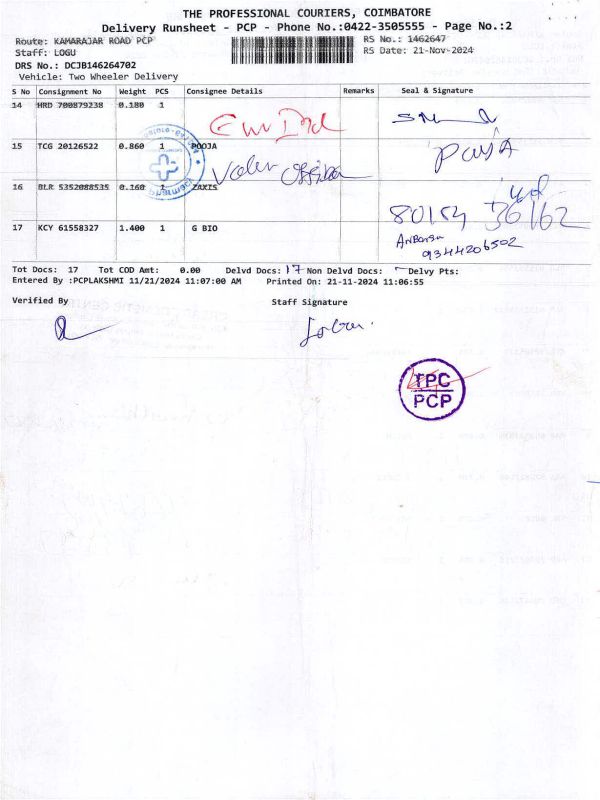 THE PROFESSIONAL COURIERS, COIMBATORE
Delivery Runsheet - PCP - Phone No.:0422-3505555 - Page No.:2
Route: KAMARAJAR ROAD PCP RS No.: 1462647
Staff: LOGU RS Date: 21-Nov-2024
DRS No.: DCJB146264702
Vehicle: Two Wheeler Delivery
S No Consignment No Weight PCS Consignee Details Remarks Seal & Signature
14 HRD 700879238 0.180 1
15 TCG 20126522 0.860 1 POOJA PooJA
16 BLR 5352088535 0.160 1 ZAXIS
80154 36162
17 KCY 61558327 1.400 1 G BIO
9344206502
Tot Docs: 17 Tot COD Amt: 0.00 Delvd Docs: 17 Non Delvd Docs: - Delvy Pts:
Entered By :PCPLAKSHMI 11/21/2024 11:07:00 AM Printed On: 21-11-2024 11:06:55
Verified By Staff Signature
TPC
PCP